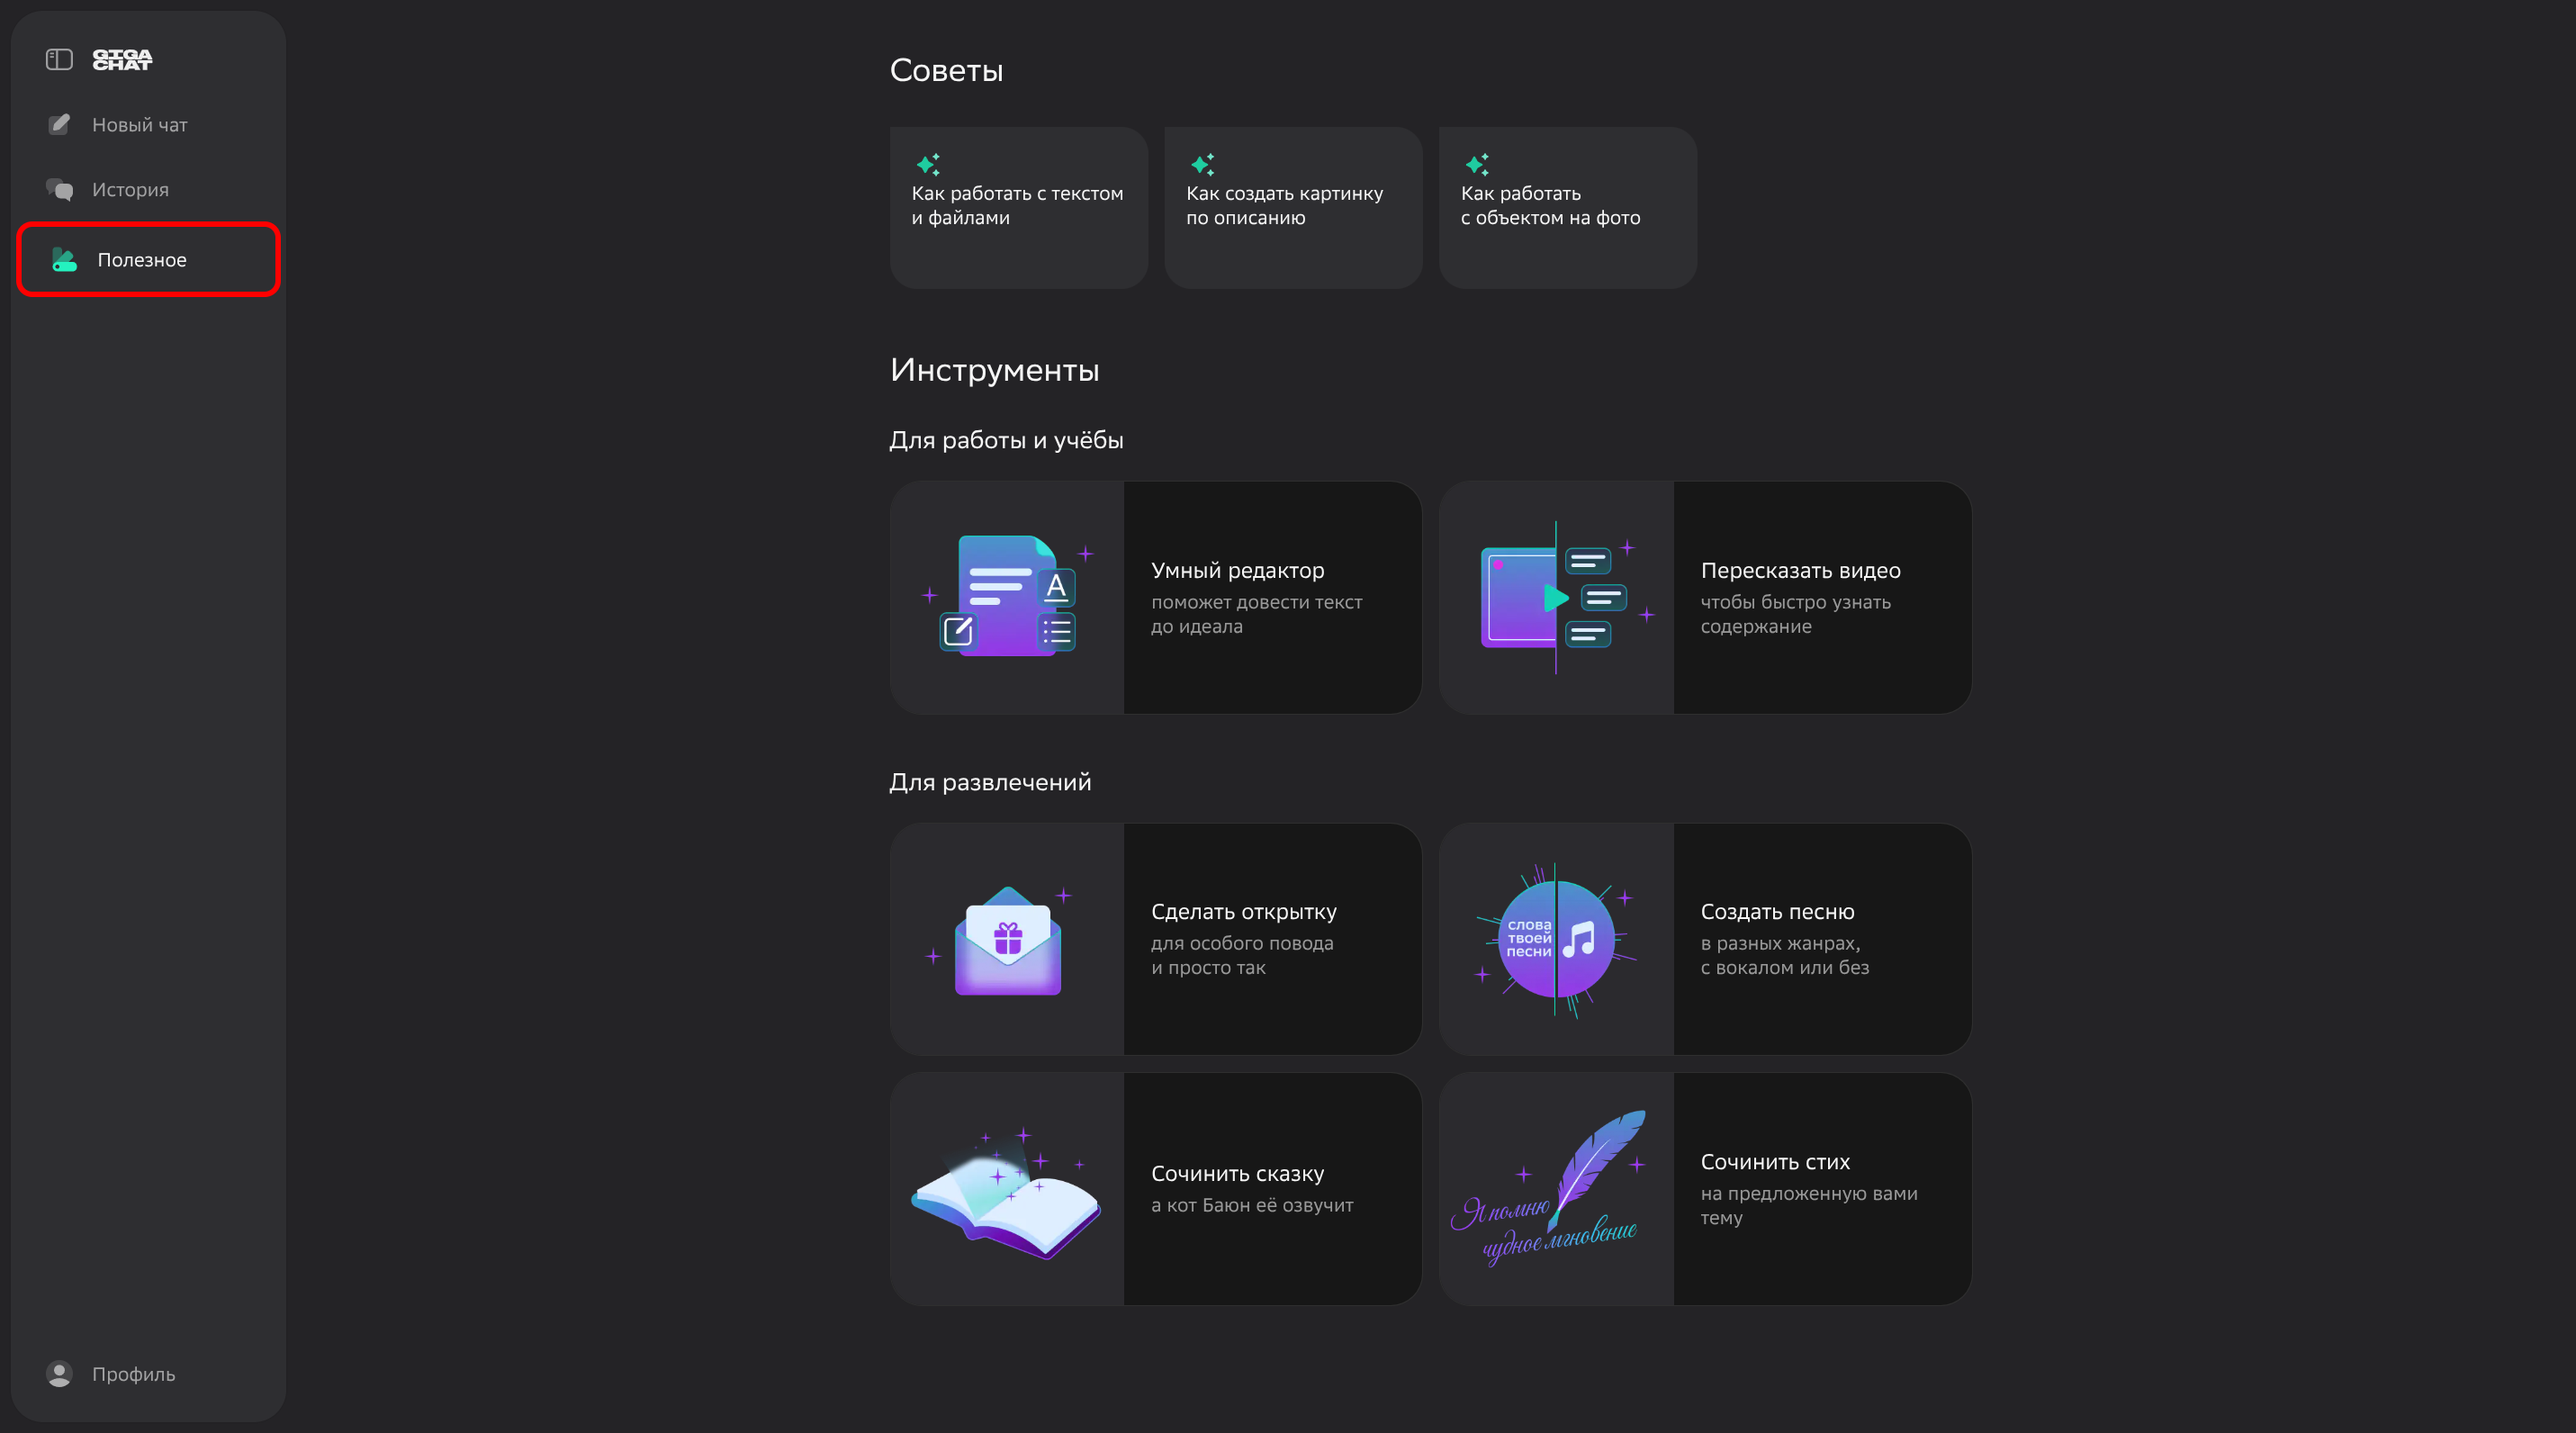 GIGA
CHAT
Новый чат
История
Полезное
Профиль
Советы
Как работать с текстом
и файлами
Как создать картинку
по описанию
Как работать
с объектом на фото
Инструменты
Для работы и учёбы
A
Умный редактор
поможет довести текст
до идеала
Пересказать видео
чтобы быстро узнать
содержание
Для развлечений
Сделать открытку
для особого повода
и просто так
слова
твоей
песни
Создать песню
в разных жанрах,
с вокалом или без
Сочинить сказку
а кот Баюн её озвучит
Я помню
чудное мгновение
Сочинить стих
на предложенную вами
тему